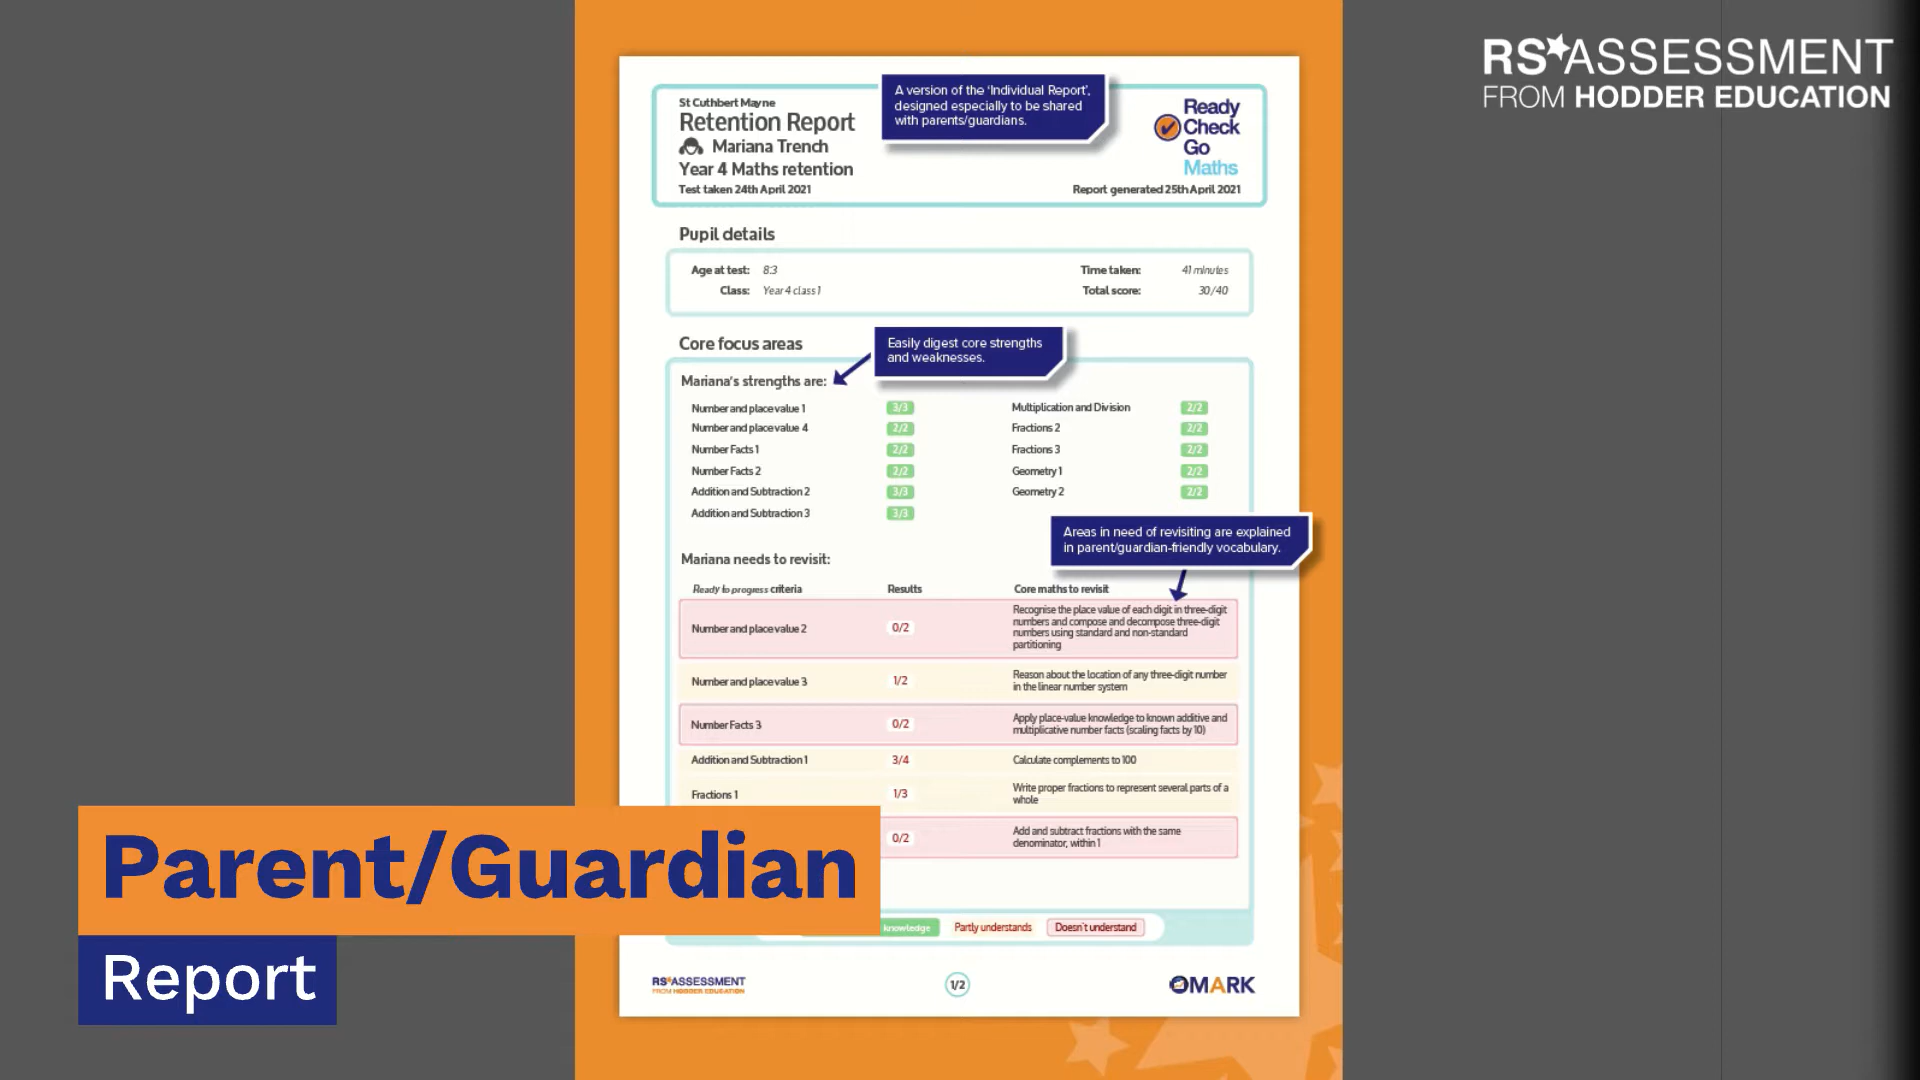 RS ASSESSMENT
FROM HODDER EDUCATION
A version of the 'Individual Report',
designed especially to be shared
with parents/guardians.
St Cuthbert Mayne
Retention Report
Mariana Trench
Year 4 Maths retention
Test taken 24th April 2021
Ready
Check
Go
Maths
Report generated 25th April 2021
Pupil details
Age at test: 8:3
Time taken: 41 minutes
Class: Year 4 class 1
Total score: 30/40
Core focus areas
Easily digest core strengths
and weaknesses.
Mariana's strengths are:
Number and place value 1 3/3 Multiplication and Division 2/2
Number and place value 4 2/2 Fractions 2 2/2
Number Facts 1 2/2 Fractions 3 2/2
Number Facts 2 2/2 Geometry 1 2/2
Addition and Subtraction 2 3/3 Geometry 2 2/2
Addition and Subtraction 3 3/3
Areas in need of revisiting are explained
in parent/guardian-friendly vocabulary.
Mariana needs to revisit:
Ready to progress criteria Results Core maths to revisit
Number and place value 2 0/2
Recognise the place value of each digit in three-digit
numbers and compose and decompose three-digit
numbers using standard and non-standard
partitioning
Number and place value 3 1/2
Reason about the location of any three-digit number
in the linear number system
Number Facts 3 0/2
Apply place-value knowledge to known additive and
multiplicative number facts (scaling facts by 10)
Addition and Subtraction 1 3/4 Calculate complements to 100
Fractions 1 1/3
Write proper fractions to represent several parts of a
whole
0/2
Add and subtract fractions with the same
denominator, within 1
knowledge Partly understands Doesn't understand
RS ASSESSMENT
FROM HODDER EDUCATION
1/2
MARK
Parent/Guardian
Report